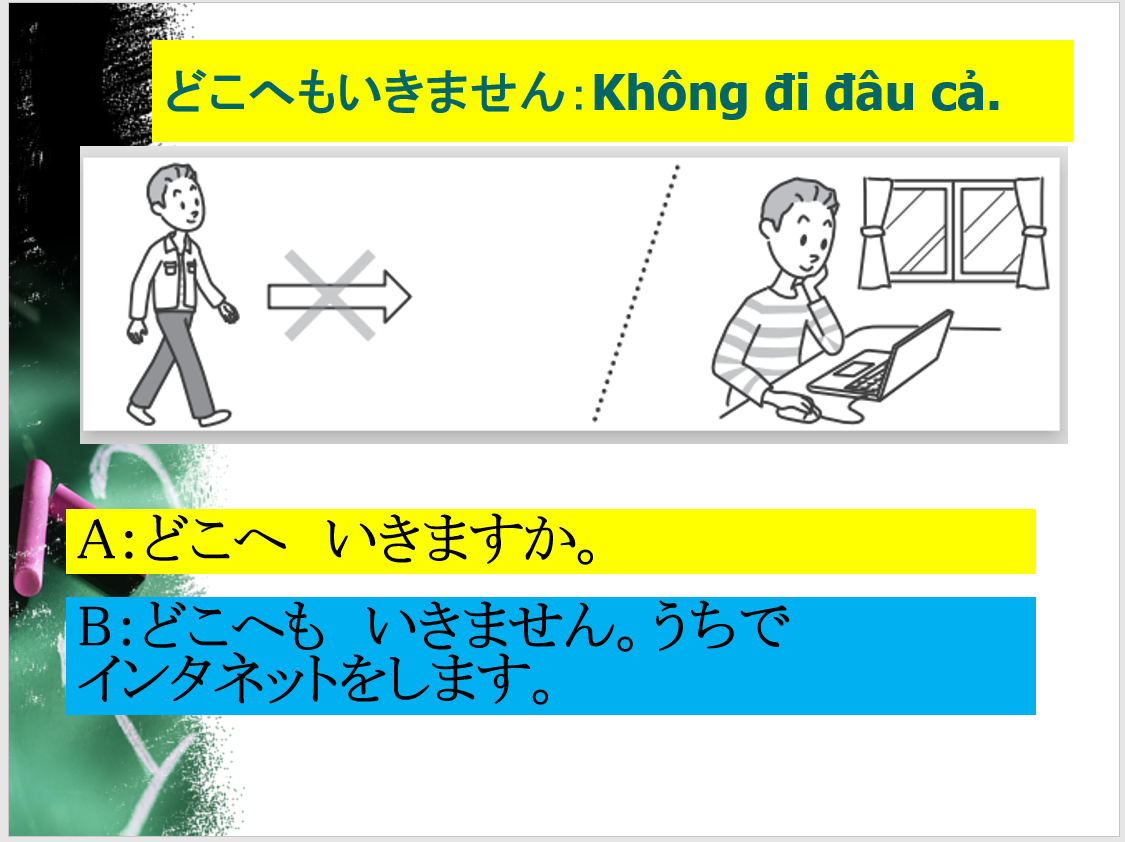 どこへもいきません：Không đi đâu cả.
A：どこへ　いきますか。
B：どこへも　いきません。うちで
インタネットをします。